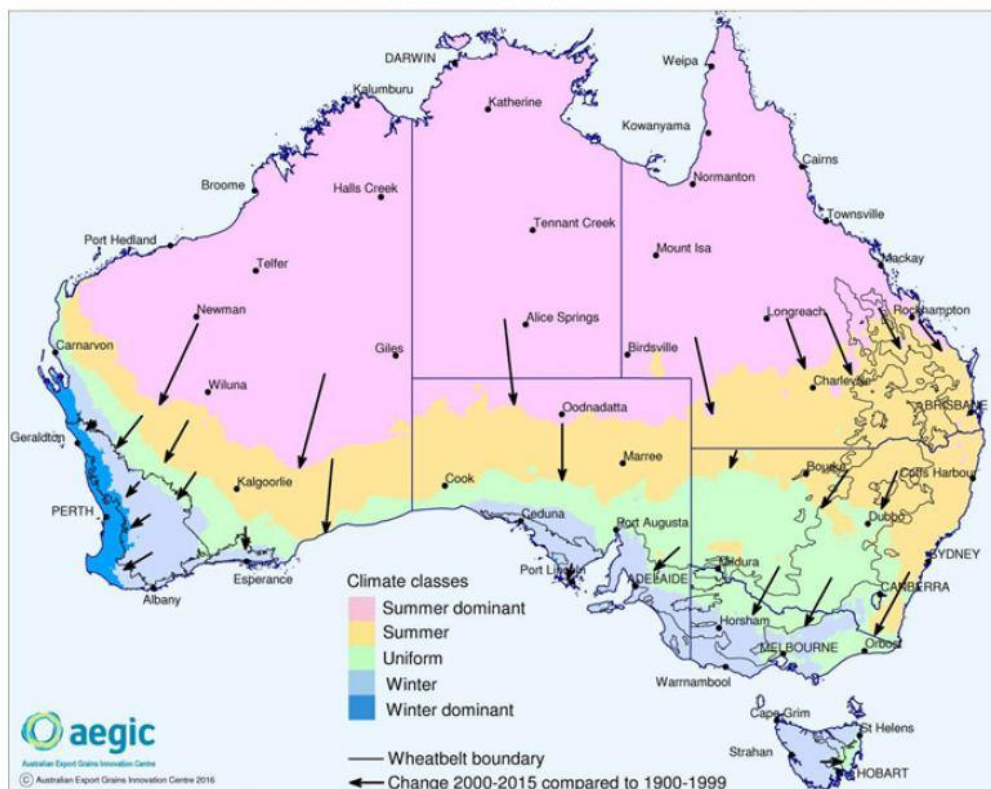 DARWIN
Weipa
Kalumburu
Katherine
Kowanyama
Cairns
Broome
Halls Creek
Normanton
Townsville
Port Hedland
Tennant Creek
Mount Isa
Telfer
Mackay
Newman
Alice Springs
Longreach
Rockhampton
Carnarvon
Giles
Birdsville
Wiluna
Charleville
Oodnadatta
BRISBANE
Geraldton
Marree
Bourke
Coffs Harbour
Kalgoorlie
Cook
PERTH
Ceduna
Port Augusta
Dubbo
Esperance
Port Lincoln
ADELAIDE
Mildura
SYDNEY
Albany
CANBERRA
Climate classes
Summer dominant
Summer
Uniform
Winter
Winter dominant
Horsham
MELBOURNE
Orbost
Warrnambool
Cape Grim
St Helens
Strahan
HOBART
aegic
Australian Export Grains Innovation Centre
© Australian Export Grains Innovation Centre 2016
Wheatbelt boundary
Change 2000-2015 compared to 1900-1999